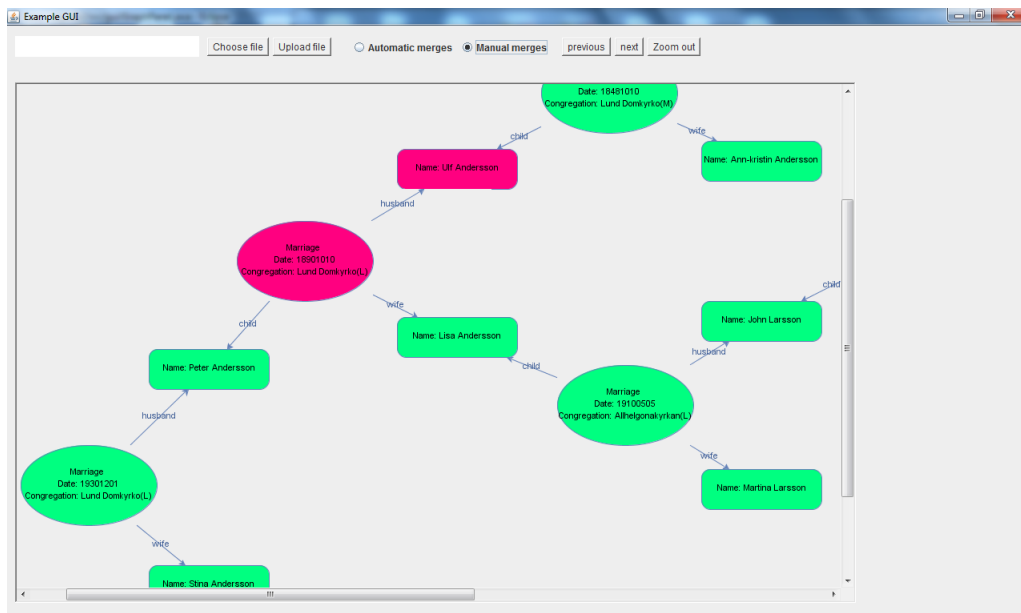 Example GUI
Choose file Upload file Automatic merges Manual merges previous next Zoom out
Date: 18481010
Congregation: Lund Domkyrko(M)
child
wife
Name: Ulf Andersson
Name: Ann-kristin Andersson
husband
Marriage
Date: 18901010
Congregation: Lund Domkyrko(L)
child
wife
child
Name: John Larsson
Name: Lisa Andersson
husband
child
Name: Peter Andersson
Marriage
Date: 19100505
Congregation: Allhelgonakyrkan(L)
husband
wife
Marriage
Date: 19301201
Congregation: Lund Domkyrko(L)
Name: Martina Larsson
wife
Name: Stina Andersson